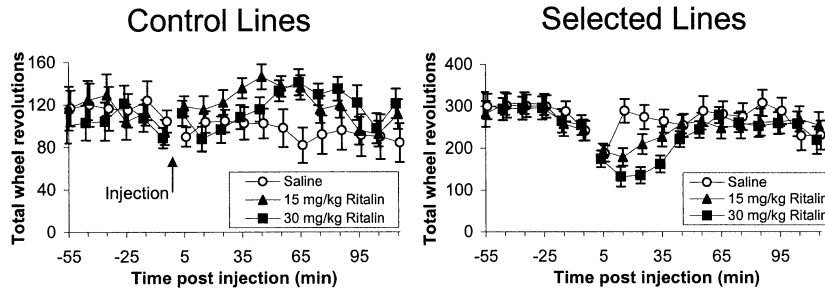 Control Lines
Total wheel revolutions
160
120
80
40
0
Injection
Saline
15 mg/kg Ritalin
30 mg/kg Ritalin
-55 -25 5 35 65 95
Time post injection (min)
Selected Lines
Total wheel revolutions
400
300
200
100
0
Saline
15 mg/kg Ritalin
30 mg/kg Ritalin
-55 -25 5 35 65 95
Time post injection (min)